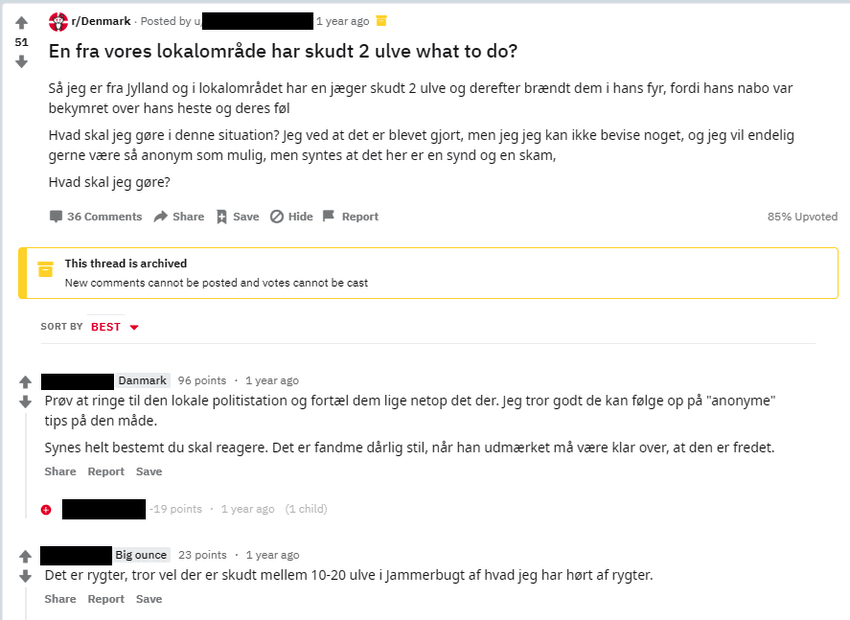 r/Denmark · Posted by u/ 1 year ago
51
En fra vores lokalområde har skudt 2 ulve what to do?
Så jeg er fra Jylland og i lokalområdet har en jæger skudt 2 ulve og derefter brændt dem i hans fyr, fordi hans nabo var
bekymret over hans heste og deres føl
Hvad skal jeg gøre i denne situation? Jeg ved at det er blevet gjort, men jeg jeg kan ikke bevise noget, og jeg vil endelig
gerne være så anonym som mulig, men syntes at det her er en synd og en skam,
Hvad skal jeg gøre?
36 Comments Share Save Hide Report 85% Upvoted
This thread is archived
New comments cannot be posted and votes cannot be cast
SORT BY BEST
Danmark 96 points · 1 year ago
Prøv at ringe til den lokale politistation og fortæl dem lige netop det der. Jeg tror godt de kan følge op på "anonyme"
tips på den måde.
Synes helt bestemt du skal reagere. Det er fandme dårlig stil, når han udmærket må være klar over, at den er fredet.
Share Report Save
-19 points · 1 year ago (1 child)
Big ounce 23 points · 1 year ago
Det er rygter, tror vel der er skudt mellem 10-20 ulve i Jammerbugt af hvad jeg har hørt af rygter.
Share Report Save